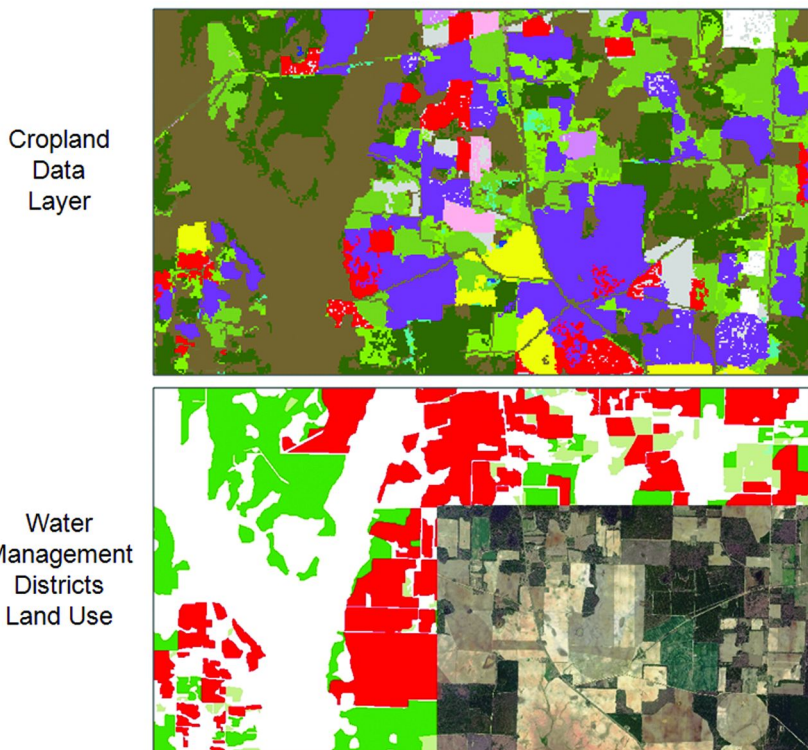 Cropland
Data
Layer
Water
Management
Districts
Land Use